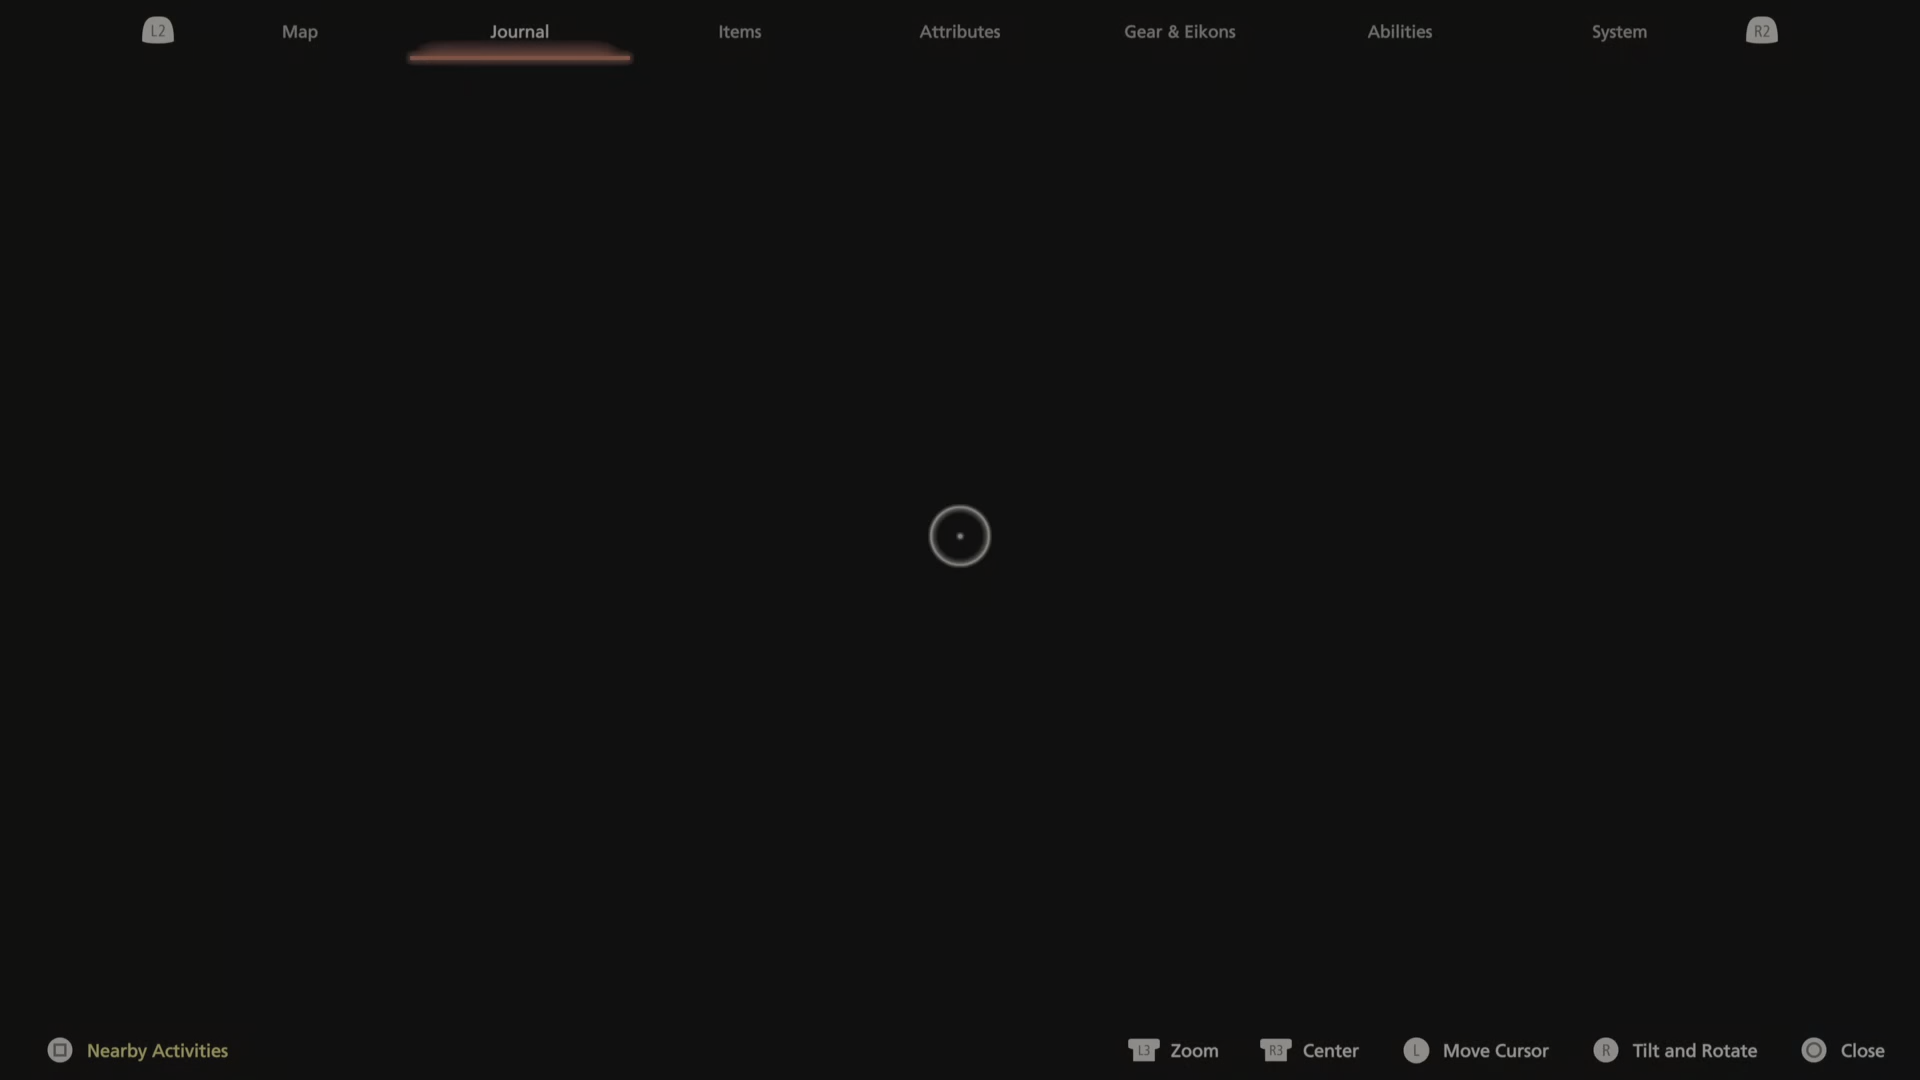 L2 Map Journal Items Attributes Gear & Eikons Abilities System R2
Nearby Activities L3 Zoom R3 Center L Move Cursor R Tilt and Rotate Close